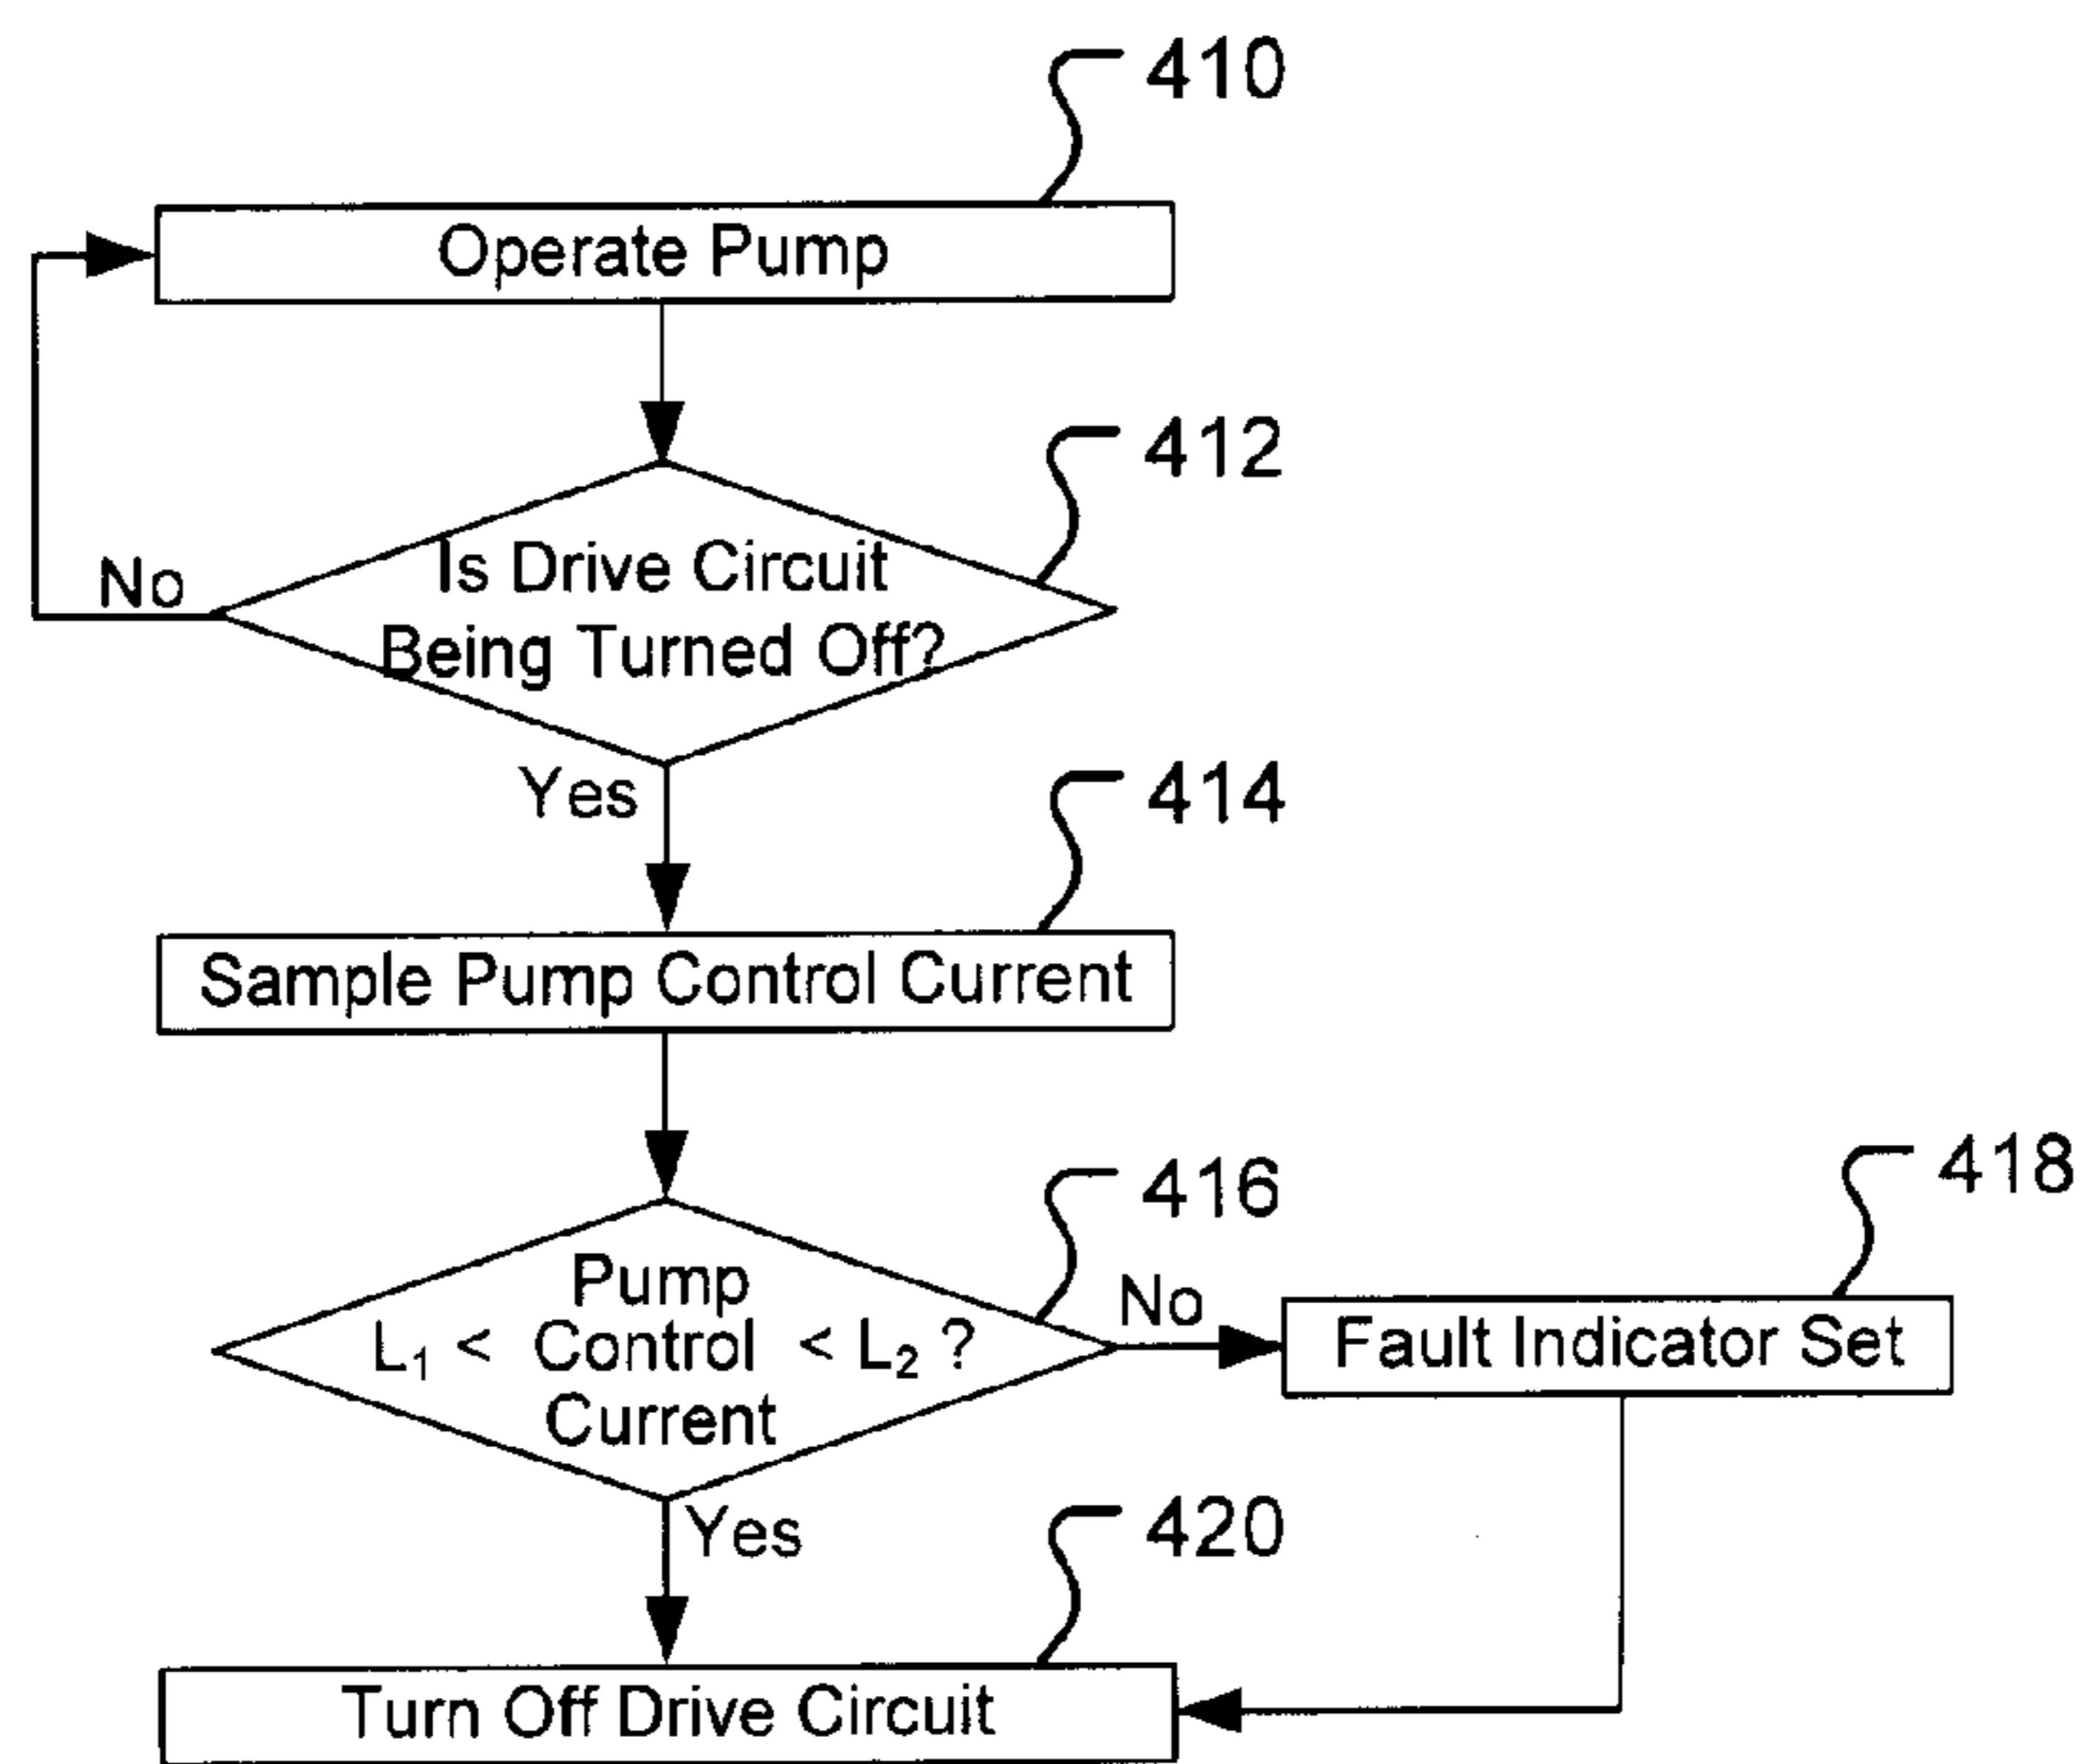 410
Operate Pump
412
Is Drive Circuit
Being Turned Off?
No
Yes
414
Sample Pump Control Current
416
418
Pump
L₁ < Control < L₂ ?
Current
No
Fault Indicator Set
Yes
420
Turn Off Drive Circuit